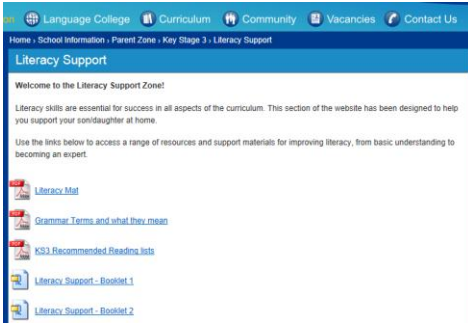 on Language College Curriculum Community Vacancies Contact Us
Home › School Information › Parent Zone › Key Stage 3 › Literacy Support
Literacy Support
Welcome to the Literacy Support Zone!
Literacy skills are essential for success in all aspects of the curriculum. This section of the website has been designed to help
you support your son/daughter at home.
Use the links below to access a range of resources and support materials for improving literacy, from basic understanding to
becoming an expert.
Literacy Mat
Grammar Terms and what they mean
KS3 Recommended Reading lists
Literacy Support - Booklet 1
Literacy Support - Booklet 2